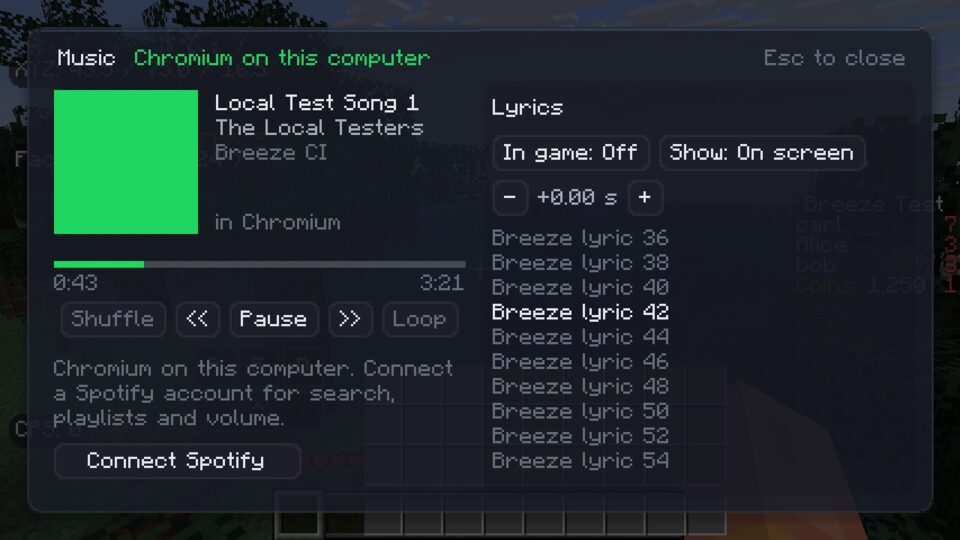 Music Chromium on this computer
Esc to close
Local Test Song 1
The Local Testers
Breeze CI
in Chromium
0:43
3:21
Shuffle
<<
Pause
>>
Loop
Chromium on this computer. Connect
a Spotify account for search,
playlists and volume.
Connect Spotify
Lyrics
In game: Off
Show: On screen
-
+0.00 s
+
Breeze lyric 36
Breeze lyric 38
Breeze lyric 40
Breeze lyric 42
Breeze lyric 44
Breeze lyric 46
Breeze lyric 48
Breeze lyric 50
Breeze lyric 52
Breeze lyric 54
Breeze Test
carl 7
Alice 3
bob
Coins: 1,250 1